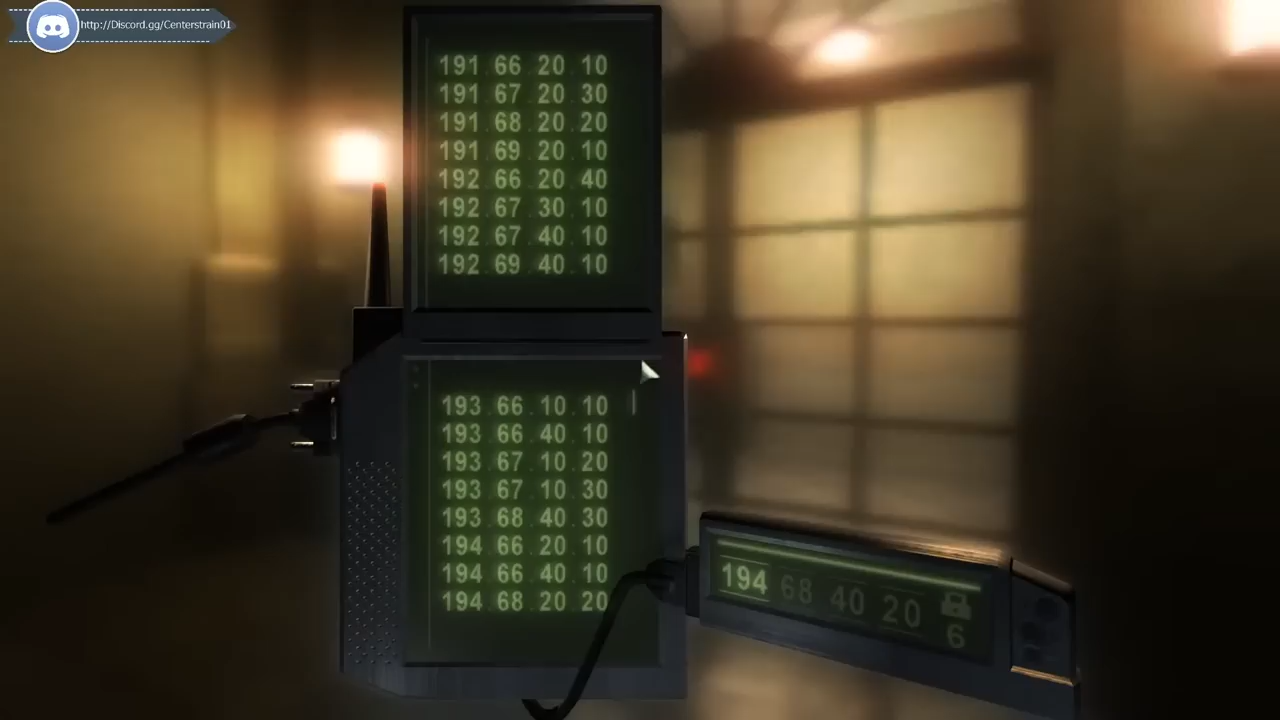 http://Discord.gg/Centerstrain01
191 66 20 10
191 67 20 30
191 68 20 20
191 69 20 10
192 66 20 40
192 67 30 10
192 67 40 10
192 69 40 10
193 66 10 10
193 66 40 10
193 67 10 20
193 67 10 30
193 68 40 30
194 66 20 10
194 66 40 10
194 68 20 20
194 68 40 20
6